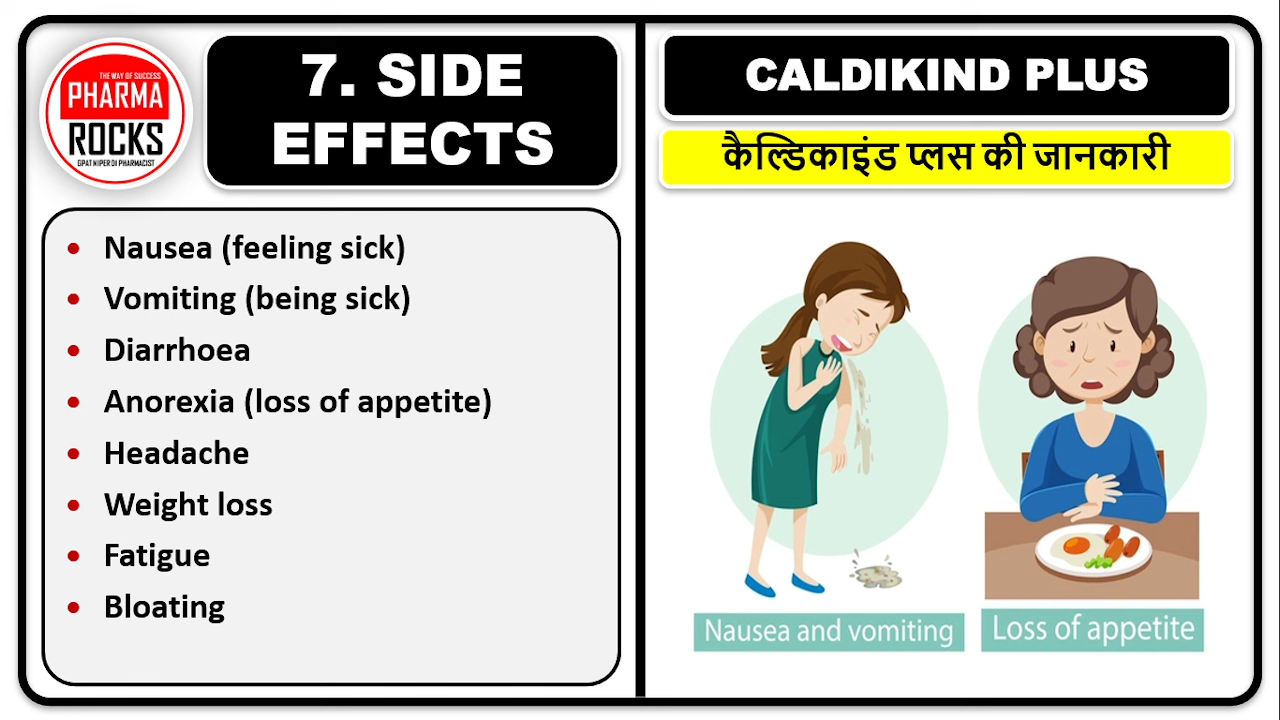 THE WAY OF SUCCESS
PHARMA
ROCKS
GPAT NIPER DI PHARMACIST
7. SIDE
EFFECTS
CALDIKIND PLUS
कैल्डिकाइंड प्लस की जानकारी
• Nausea (feeling sick)
• Vomiting (being sick)
• Diarrhoea
• Anorexia (loss of appetite)
• Headache
• Weight loss
• Fatigue
• Bloating
Nausea and vomiting
Loss of appetite